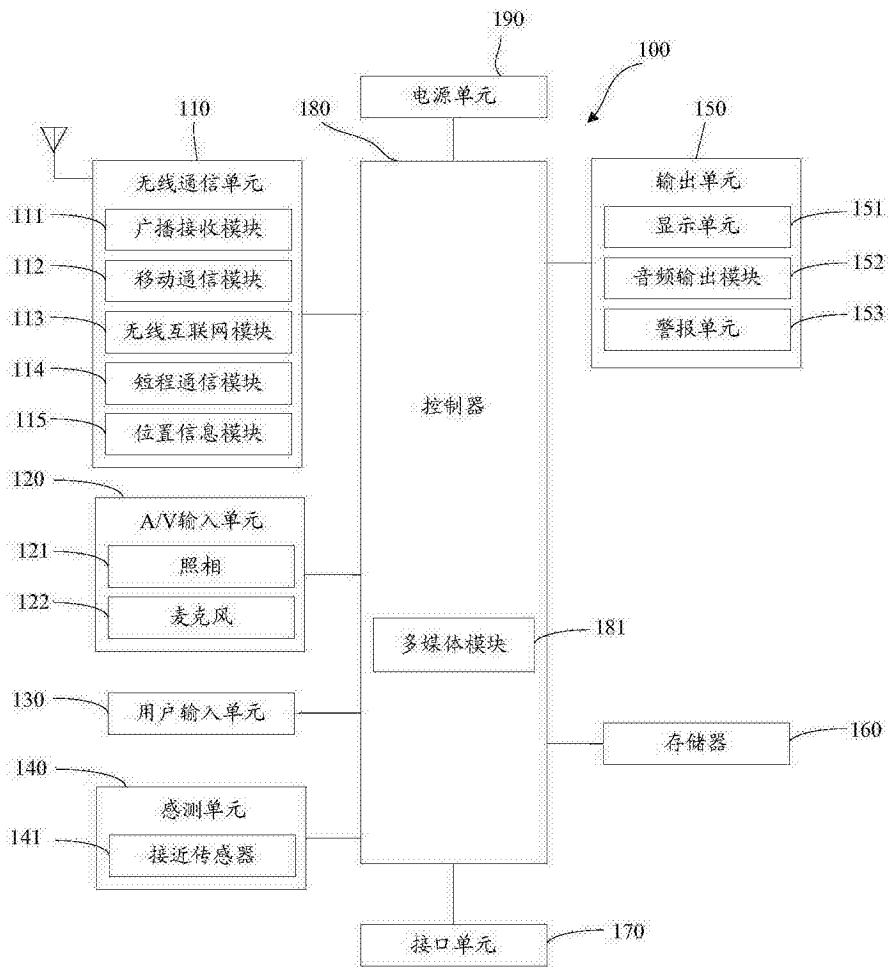 190
100
电源单元
180
110
无线通信单元
111
广播接收模块
112
移动通信模块
113
无线互联网模块
114
短程通信模块
115
位置信息模块
120
A/V输入单元
121
照相
122
麦克风
130
用户输入单元
140
感测单元
141
接近传感器
控制器
多媒体模块
181
150
输出单元
显示单元
151
音频输出模块
152
警报单元
153
存储器
160
接口单元
170